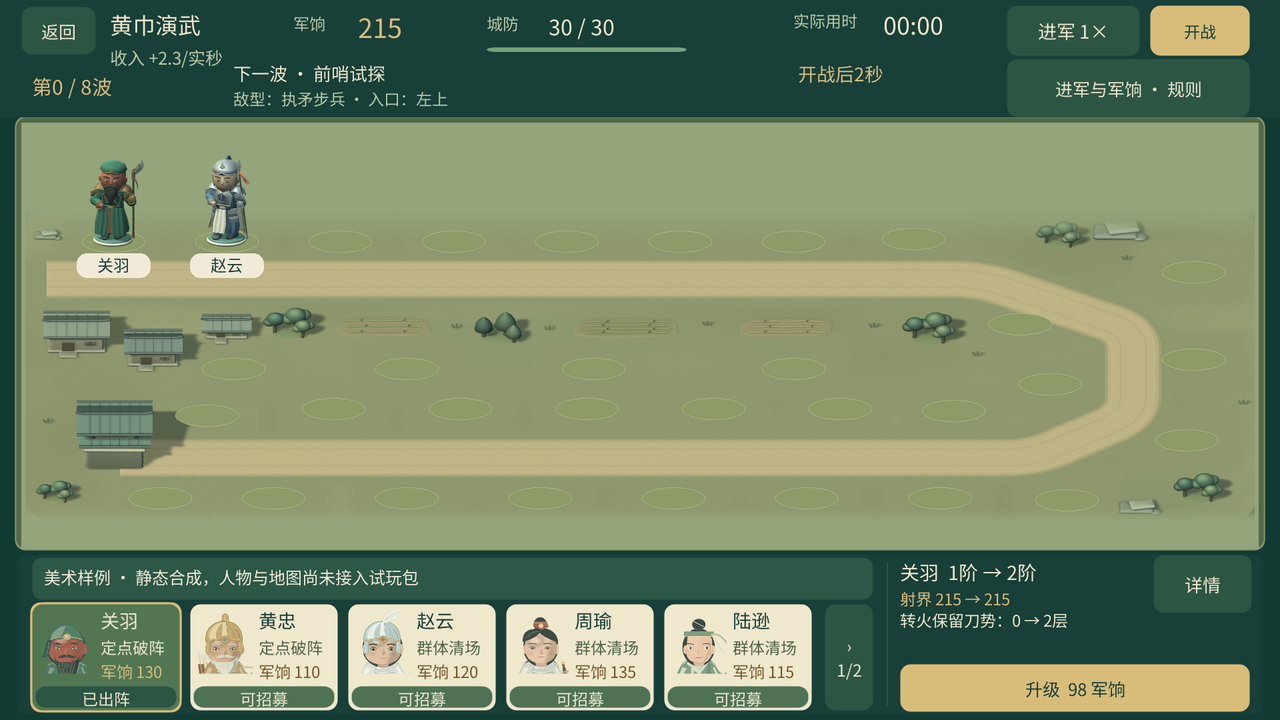 返回
黄巾演武
收入 +2.3/实秒
军饷
215
城防
30 / 30
实际用时
00:00
进军 1×
开战
第0 / 8波
下一波 · 前哨试探
敌型：执矛步兵 · 入口：左上
开战后2秒
进军与军饷 · 规则
关羽
赵云
美术样例 · 静态合成，人物与地图尚未接入试玩包
关羽
定点破阵
军饷 130
已出阵
黄忠
定点破阵
军饷 110
可招募
赵云
群体清场
军饷 120
可招募
周瑜
群体清场
军饷 135
可招募
陆逊
群体清场
军饷 115
可招募
›
1/2
关羽 1阶 → 2阶
射界 215 → 215
转火保留刀势：0 → 2层
详情
升级 98 军饷